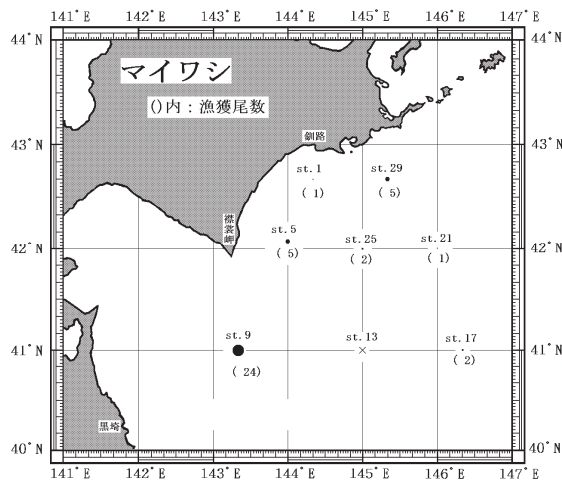 141°E 142°E 143°E 144°E 145°E 146°E 147°E
44°N 44°N
マイワシ
()内：漁獲尾数
釧路
43°N 43°N
st.1 st.29
( 1) ( 5)
襟裳岬
st.5 st.25 st.21
42°N 42°N
( 5) ( 2) ( 1)
st.9 st.13 st.17
41°N 41°N
( 24) ( 2)
黒埼
40°N 40°N
141°E 142°E 143°E 144°E 145°E 146°E 147°E